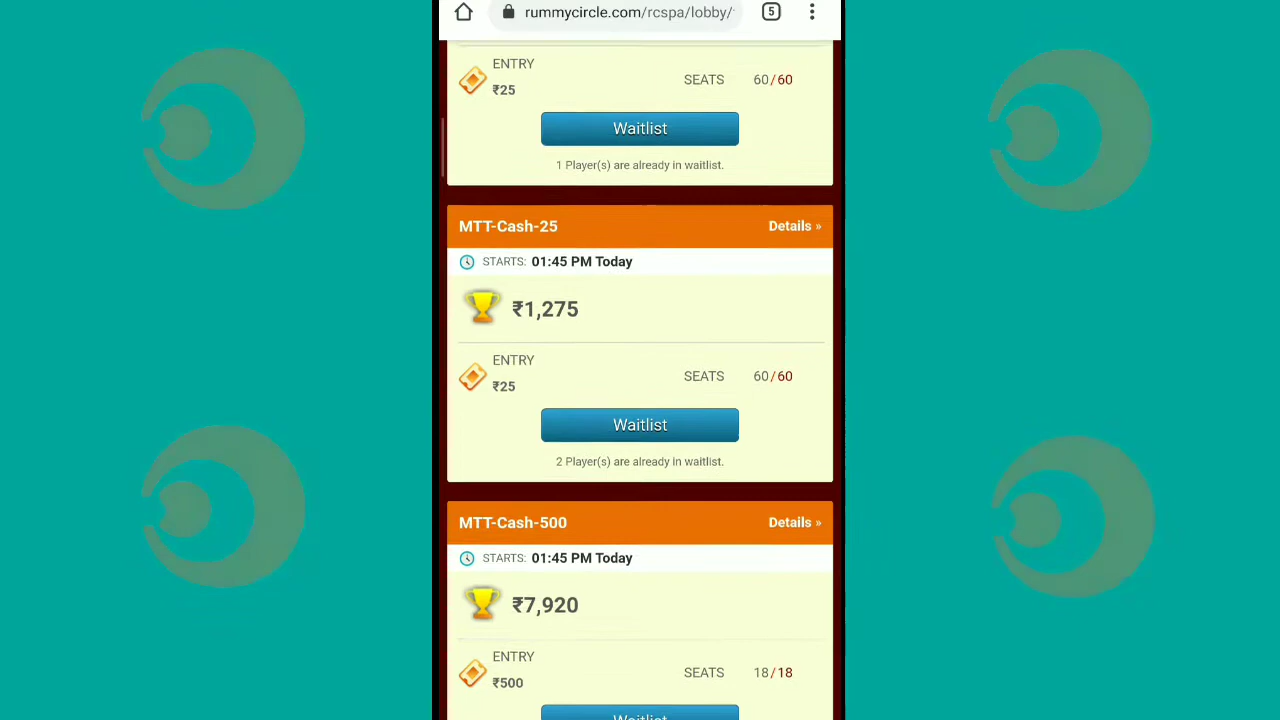 rummycircle.com/rcspa/lobby/
5
ENTRY
₹25
SEATS 60/60
Waitlist
1 Player(s) are already in waitlist.
MTT-Cash-25 Details »
STARTS: 01:45 PM Today
₹1,275
ENTRY
₹25
SEATS 60/60
Waitlist
2 Player(s) are already in waitlist.
MTT-Cash-500 Details »
STARTS: 01:45 PM Today
₹7,920
ENTRY
₹500
SEATS 18/18
Waitlist